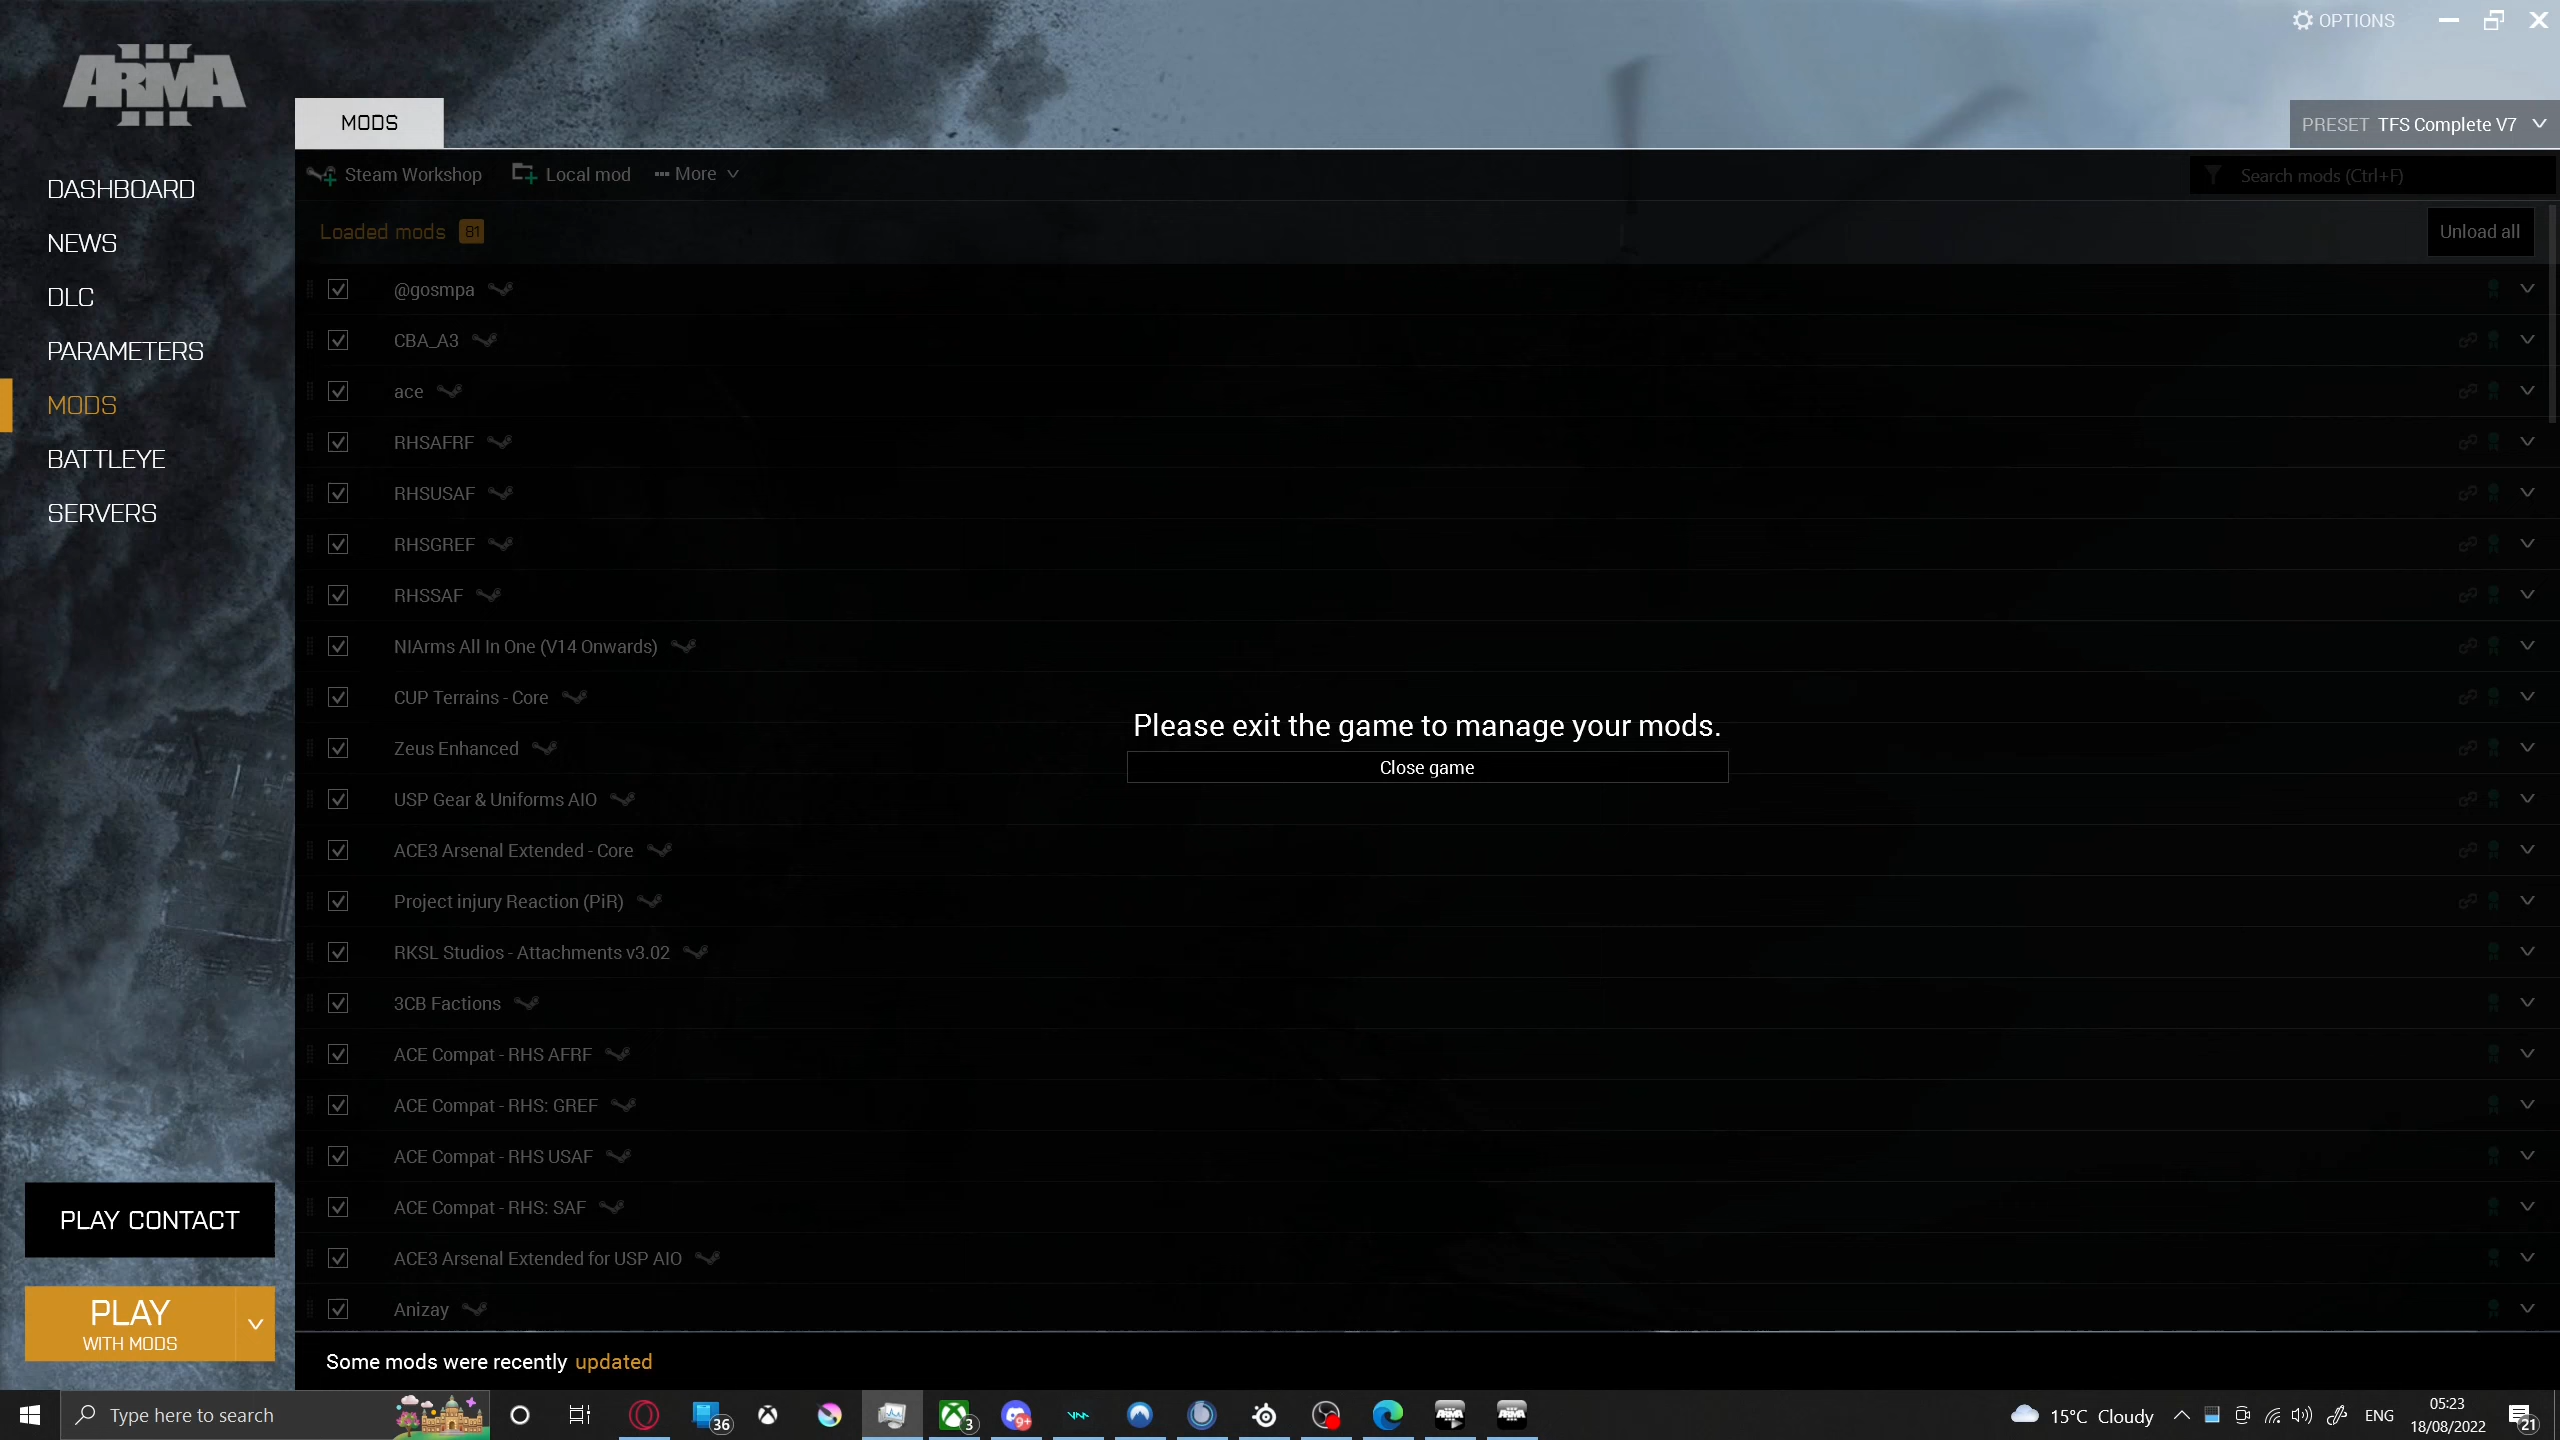 OPTIONS
ARMA III
MODS
PRESET TFS Complete V7
Steam Workshop Local mod More
Search mods (Ctrl+F)
DASHBOARD
NEWS
DLC
PARAMETERS
MODS
BATTLEYE
SERVERS
Loaded mods 81
Unload all
@gosmpa
CBA_A3
ace
RHSAFRF
RHSUSAF
RHSGREF
RHSSAF
NIArms All In One (V14 Onwards)
CUP Terrains - Core
Zeus Enhanced
USP Gear & Uniforms AIO
ACE3 Arsenal Extended - Core
Project injury Reaction (PiR)
RKSL Studios - Attachments v3.02
3CB Factions
ACE Compat - RHS AFRF
ACE Compat - RHS: GREF
ACE Compat - RHS USAF
ACE Compat - RHS: SAF
ACE3 Arsenal Extended for USP AIO
Anizay
Please exit the game to manage your mods.
Close game
PLAY CONTACT
PLAY
WITH MODS
Some mods were recently updated
Type here to search
36
3
9+
ARMA
ARMA
15°C Cloudy
ENG
05:23
18/08/2022
21